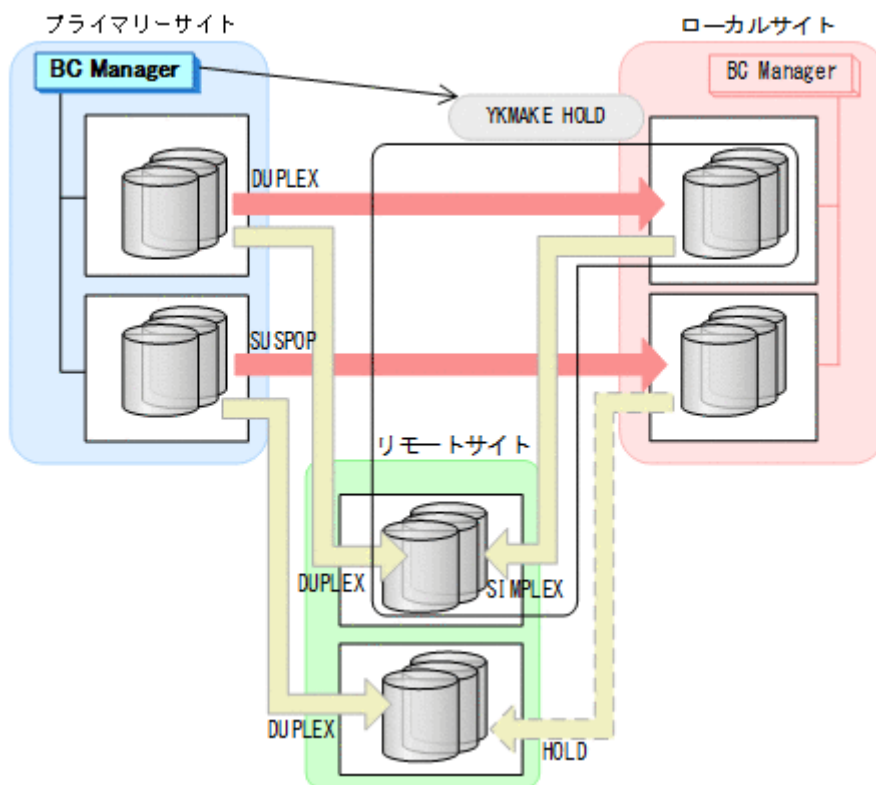 プライマリーサイト
ローカルサイト
BC Manager
BC Manager
YKMAKE HOLD
DUPLEX
SUSPOP
リモートサイト
DUPLEX
SIMPLEX
DUPLEX
HOLD